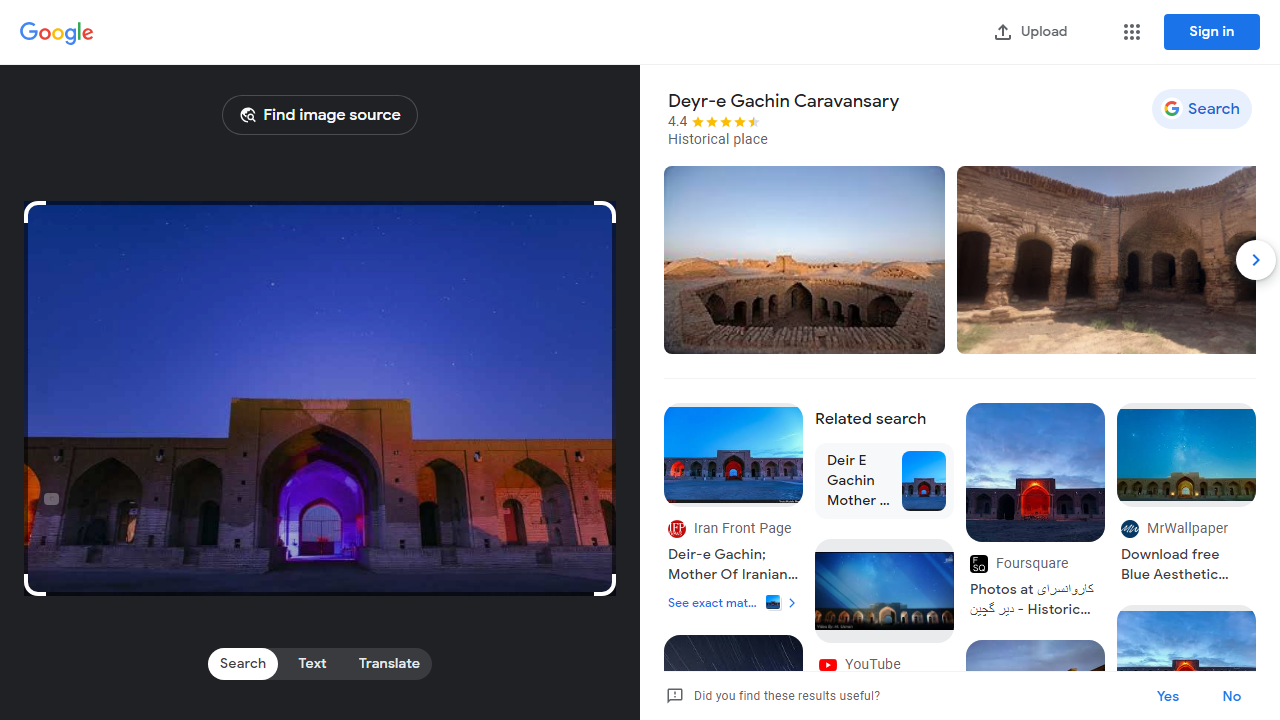 Google
Upload
Sign in
Find image source
Deyr-e Gachin Caravansary
4.4
Historical place
Search
Related search
Deir E
Gachin
Mother ...
Iran Front Page
Deir-e Gachin;
Mother Of Iranian...
See exact mat...
YouTube
Foursquare
Photos at کاروانسرای
دیر گچین - Historic...
MrWallpaper
Download free
Blue Aesthetic...
Search
Text
Translate
Did you find these results useful?
Yes
No